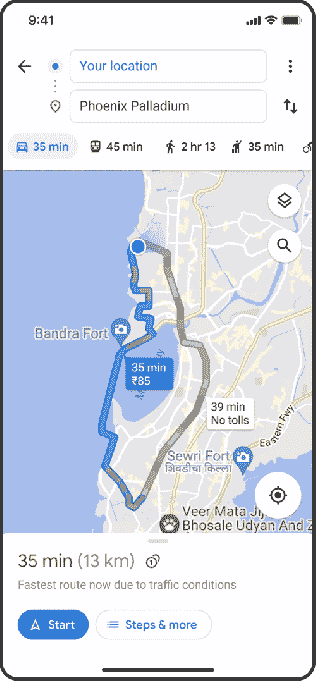 9:41
Your location
Phoenix Palladium
35 min
45 min
2 hr 13
35 min
Bandra Fort
35 min
₹85
39 min
No tolls
Eastern Fwy
Sewri Fort
शिवडीचा किल्ला
Veer Mata Ji
Bhosale Udyan And Z
35 min (13 km)
Fastest route now due to traffic conditions
Start
Steps & more